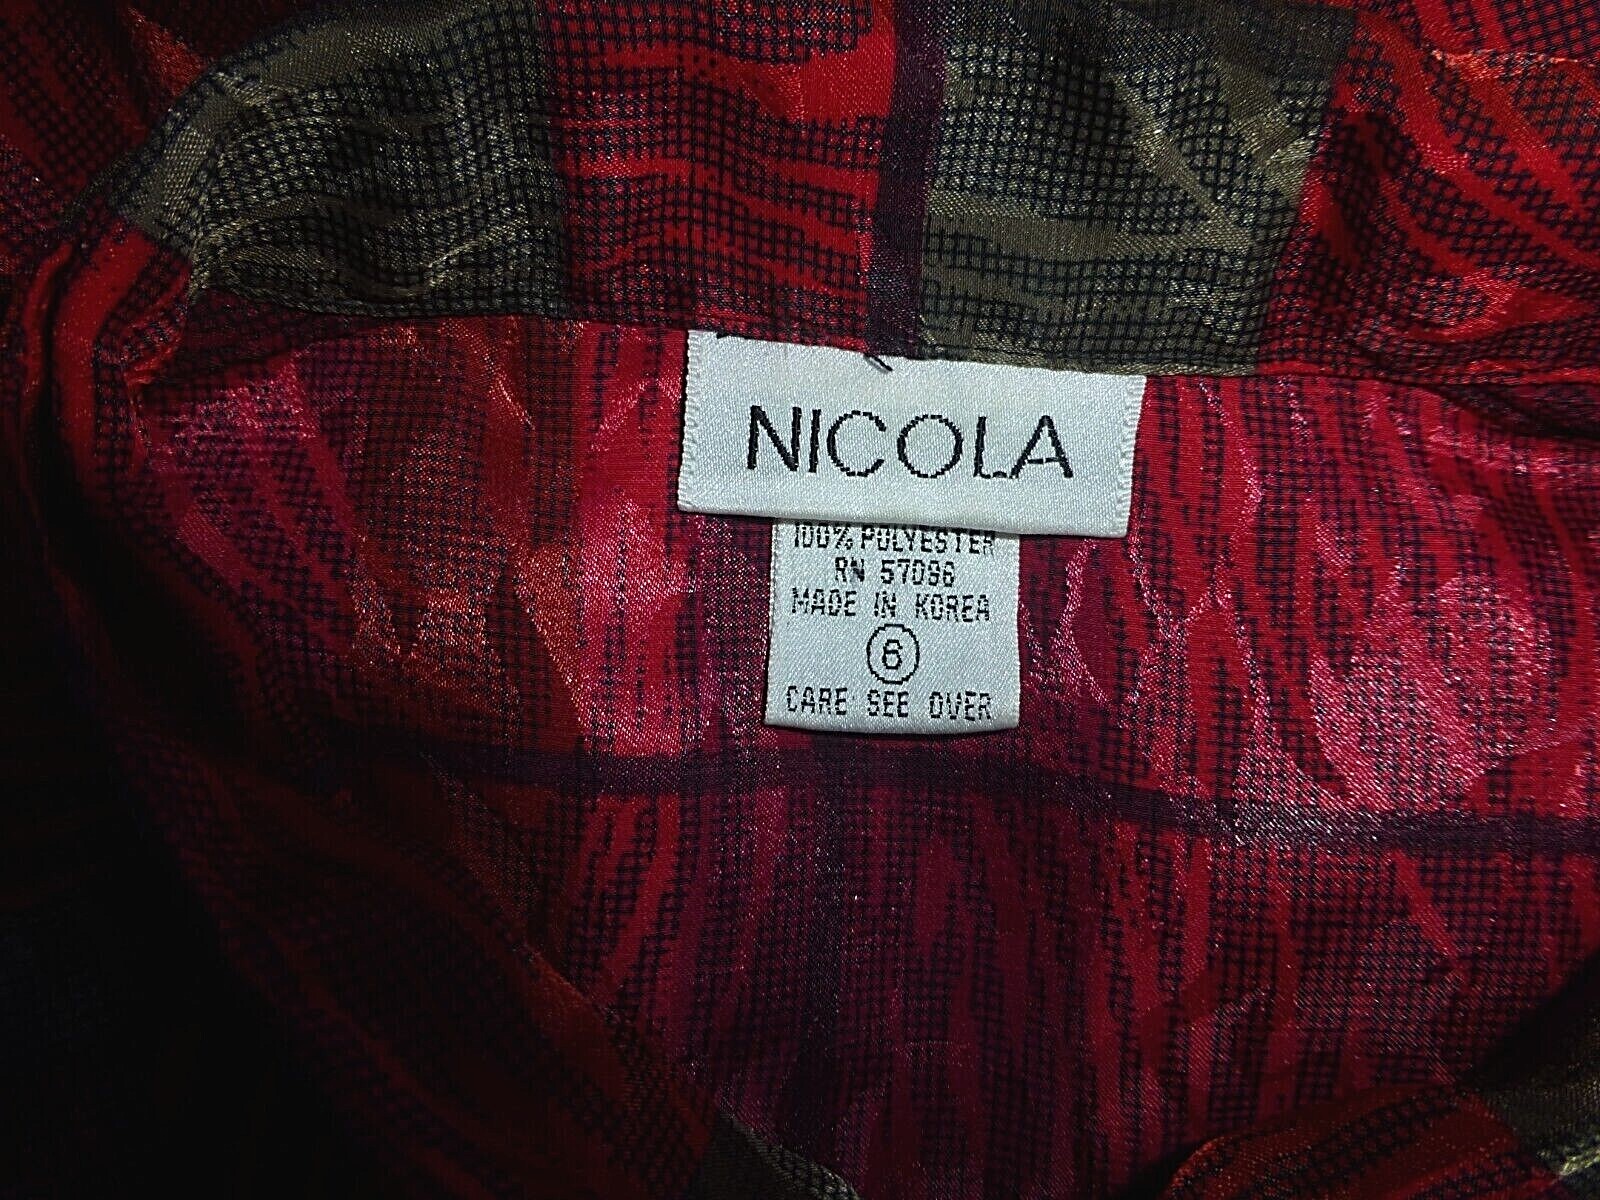 NICOLA
100% POLYESTER
RN 57096
MADE IN KOREA
6
CARE SEE OVER